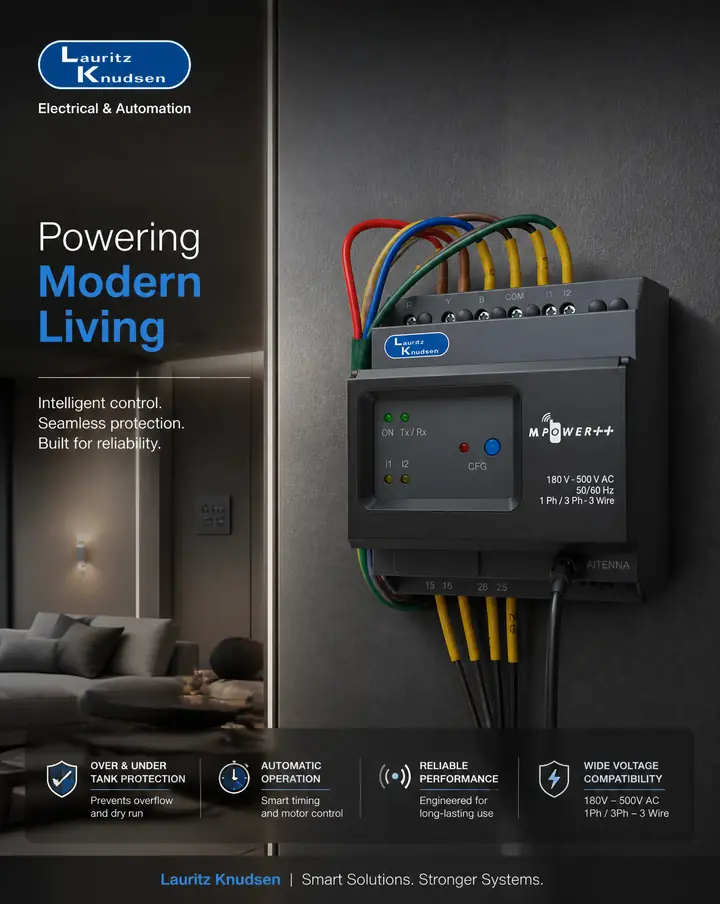 Lauritz
Knudsen
Electrical & Automation
Powering
Modern
Living
Intelligent control.
Seamless protection.
Built for reliability.
R Y B COM I1 I2
Lauritz
Knudsen
ON Tx / Rx
CFG
I1 I2
MPOWER++
180 V - 500 V AC
50/60 Hz
1 Ph / 3 Ph - 3 Wire
AITENNA
15 16 28 25
OVER & UNDER
TANK PROTECTION
Prevents overflow
and dry run
AUTOMATIC
OPERATION
Smart timing
and motor control
RELIABLE
PERFORMANCE
Engineered for
long-lasting use
WIDE VOLTAGE
COMPATIBILITY
180V – 500V AC
1Ph / 3Ph – 3 Wire
Lauritz Knudsen | Smart Solutions. Stronger Systems.